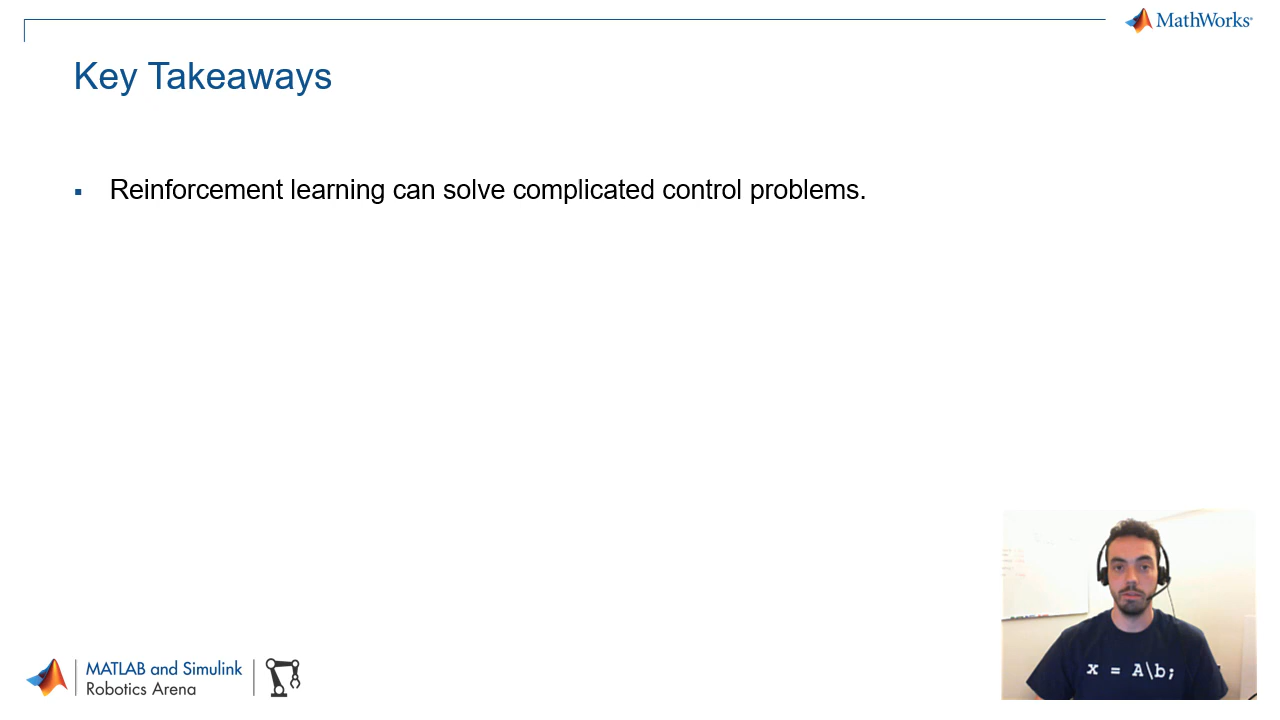 MathWorks®
Key Takeaways
▪ Reinforcement learning can solve complicated control problems.
x = A\b;
MATLAB and Simulink
Robotics Arena